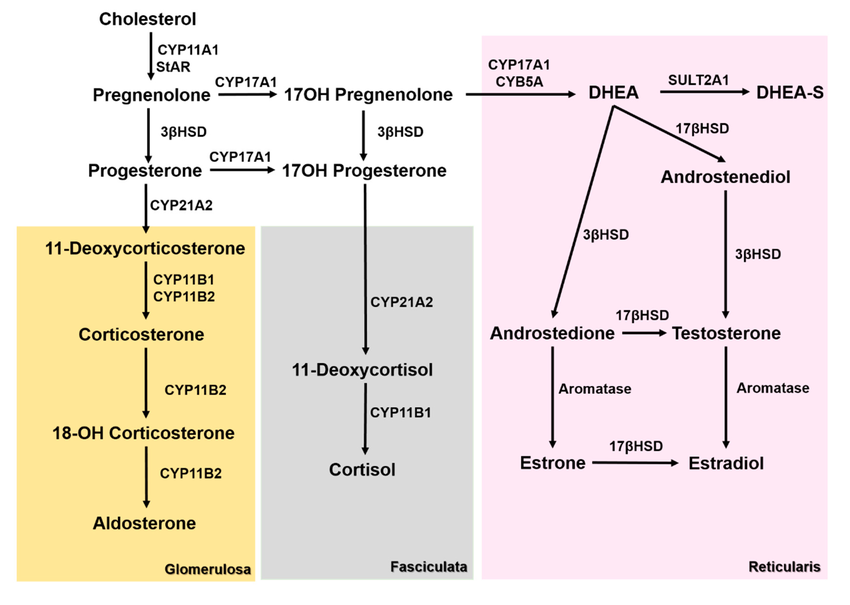 Cholesterol
CYP11A1
StAR
Pregnenolone
CYP17A1
17OH Pregnenolone
CYP17A1
CYB5A
DHEA
SULT2A1
DHEA-S
3βHSD
3βHSD
17βHSD
Progesterone
CYP17A1
17OH Progesterone
Androstenediol
CYP21A2
11-Deoxycorticosterone
3βHSD
3βHSD
CYP11B1
CYP11B2
CYP21A2
Corticosterone
Androstedione
17βHSD
Testosterone
11-Deoxycortisol
CYP11B2
Aromatase
Aromatase
CYP11B1
18-OH Corticosterone
17βHSD
CYP11B2
Cortisol
Estrone
Estradiol
Aldosterone
Glomerulosa
Fasciculata
Reticularis